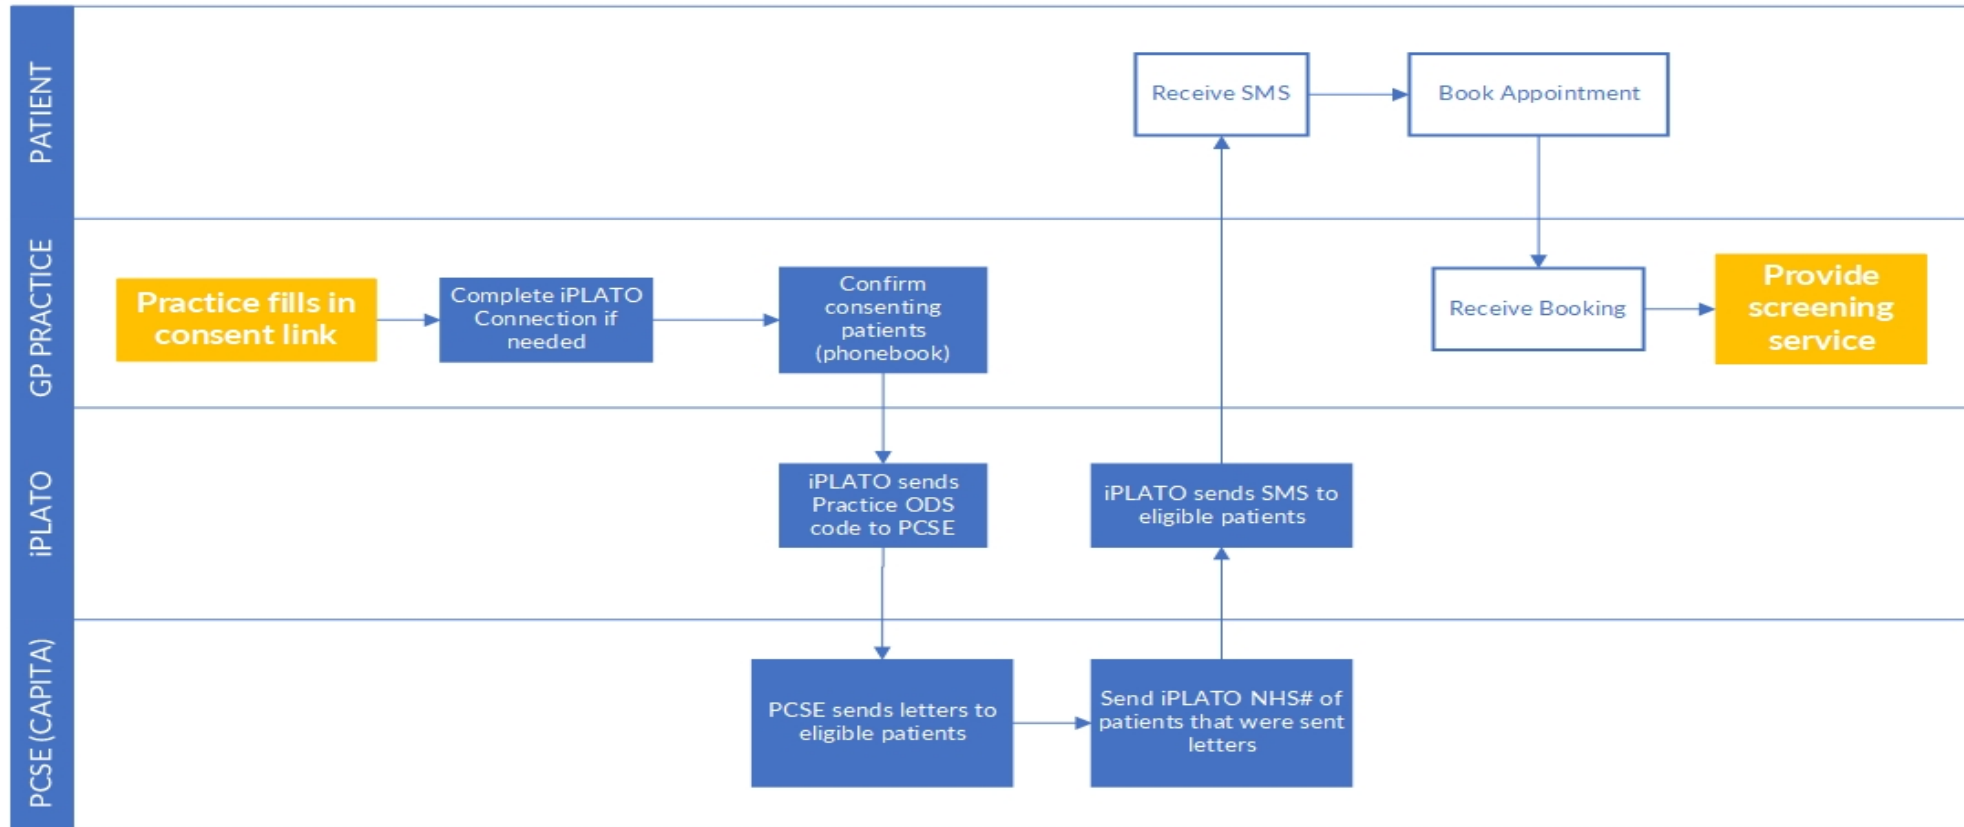 PATIENT
Receive SMS
Book Appointment
GP PRACTICE
Practice fills in
consent link
Complete iPLATO
Connection if
needed
Confirm
consenting
patients
(phonebook)
Receive Booking
Provide
screening
service
iPLATO
iPLATO sends
Practice ODS
code to PCSE
iPLATO sends SMS to
eligible patients
PCSE (CAPITA)
PCSE sends letters to
eligible patients
Send iPLATO NHS# of
patients that were sent
letters